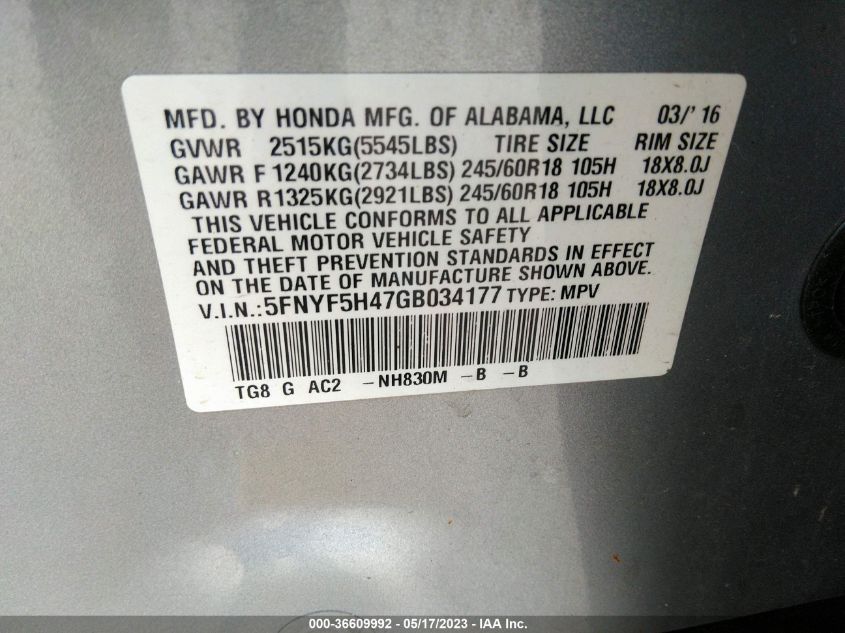 MFD. BY HONDA MFG. OF ALABAMA, LLC 03/'16
GVWR 2515KG(5545LBS) TIRE SIZE RIM SIZE
GAWR F 1240KG(2734LBS) 245/60R18 105H 18X8.0J
GAWR R1325KG(2921LBS) 245/60R18 105H 18X8.0J
THIS VEHICLE CONFORMS TO ALL APPLICABLE
FEDERAL MOTOR VEHICLE SAFETY
AND THEFT PREVENTION STANDARDS IN EFFECT
ON THE DATE OF MANUFACTURE SHOWN ABOVE.
V.I.N.:5FNYF5H47GB034177 TYPE: MPV
TG8 G AC2 -NH830M -B -B
000-36609992 - 05/17/2023 - IAA Inc.